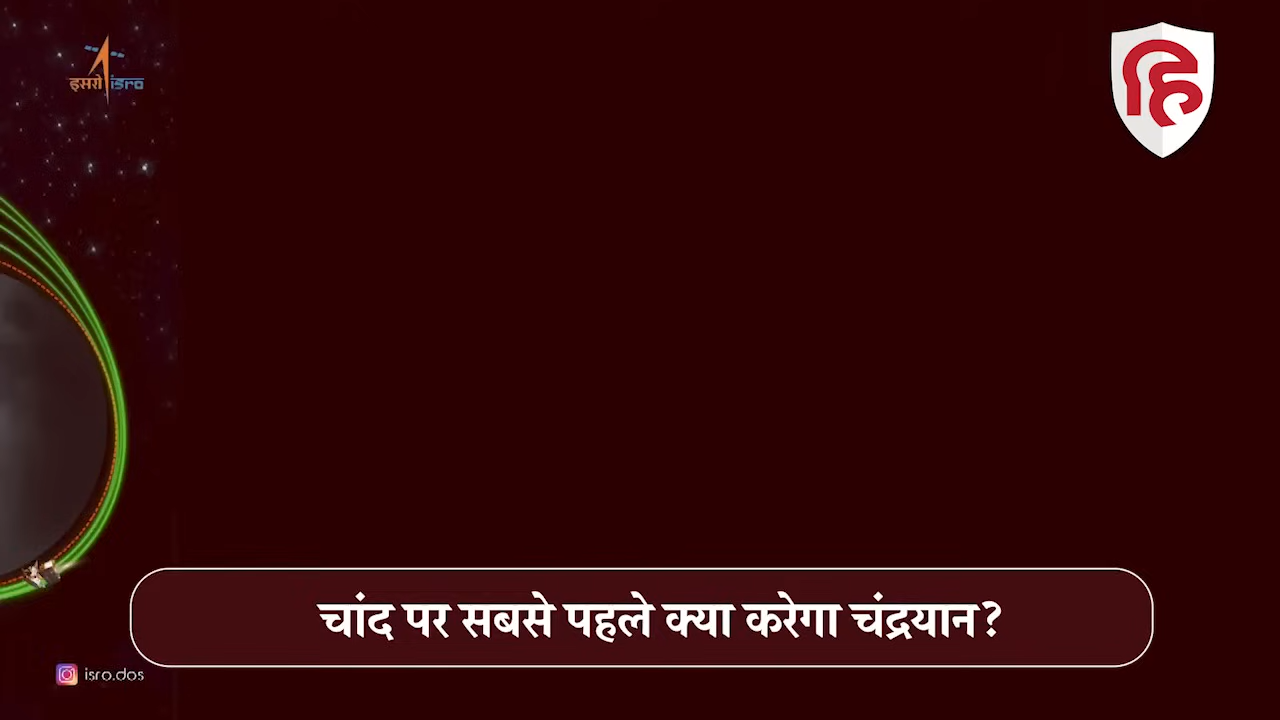 इसरो isro
हि
चांद पर सबसे पहले क्या करेगा चंद्रयान?
isro.dos